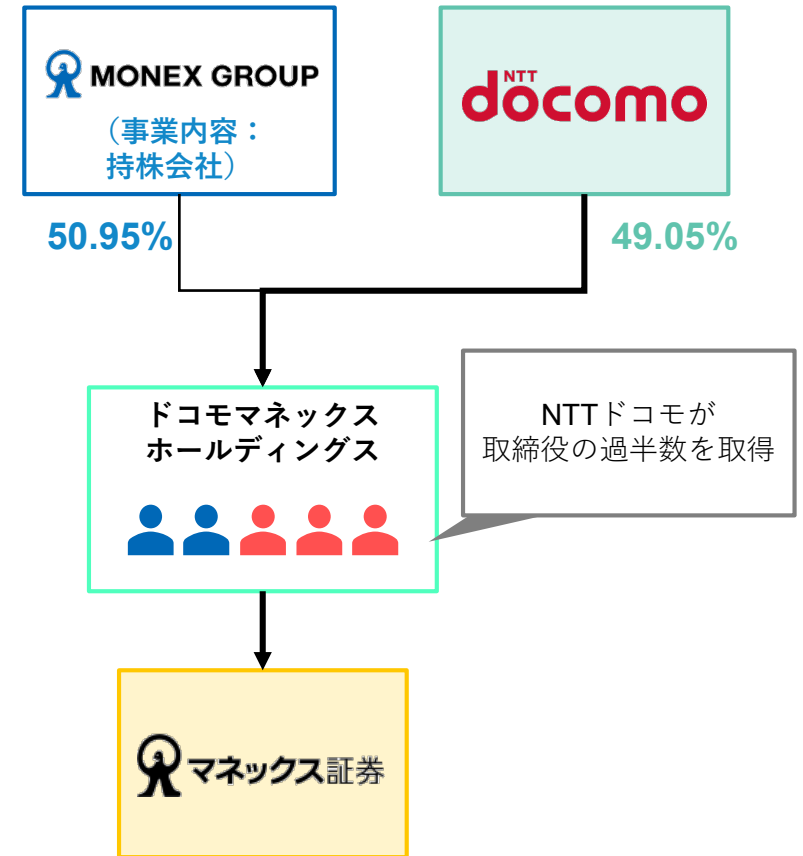 MONEX GROUP
（事業内容：
持株会社）
NTT
docomo
50.95%
49.05%
ドコモマネックス
ホールディングス
NTTドコモが
取締役の過半数を取得
マネックス証券